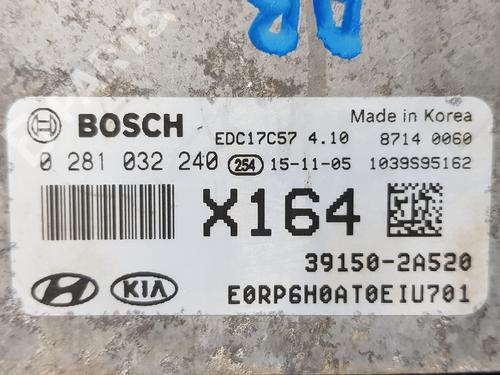 BOSCH
EDC17C57 4.10
Made in Korea
8714 0060
0 281 032 240 254 15-11-05 1039S95162
X164
39150-2A520
KIA
E0RP6H0AT0EIU701